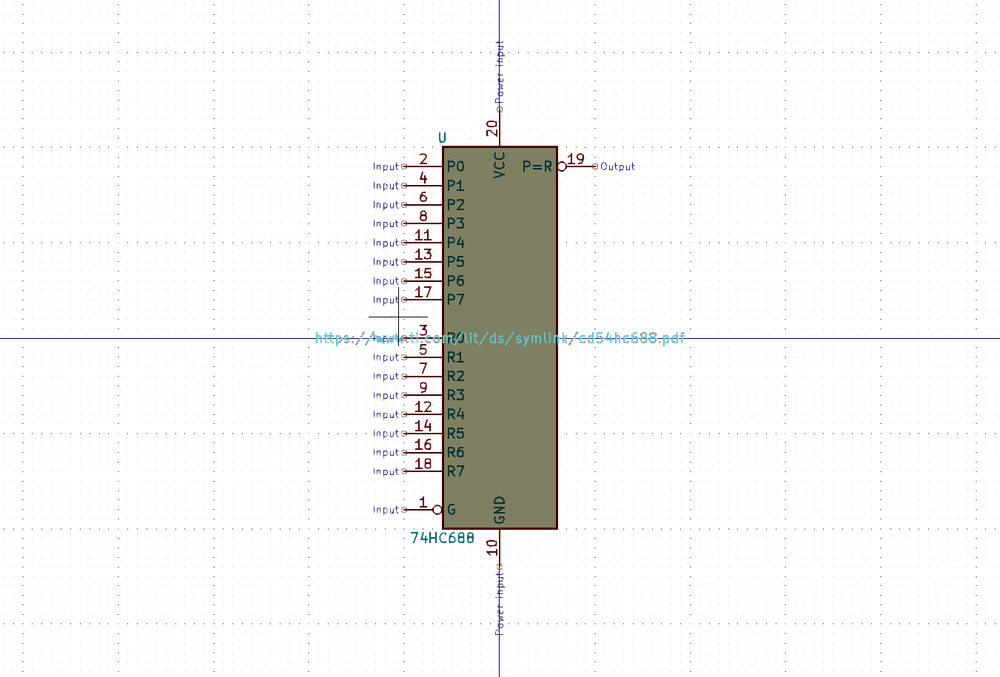 Power input
20
U
VCC
Input 2 P0
P=R 19 Output
Input 4 P1
Input 6 P2
Input 8 P3
Input 11 P4
Input 13 P5
Input 15 P6
Input 17 P7
3 R0
https://www.ti.com/lit/ds/symlink/cd54hc688.pdf
Input 5 R1
Input 7 R2
Input 9 R3
Input 12 R4
Input 14 R5
Input 16 R6
Input 18 R7
Input 1 G
GND
74HC688
10
Power input